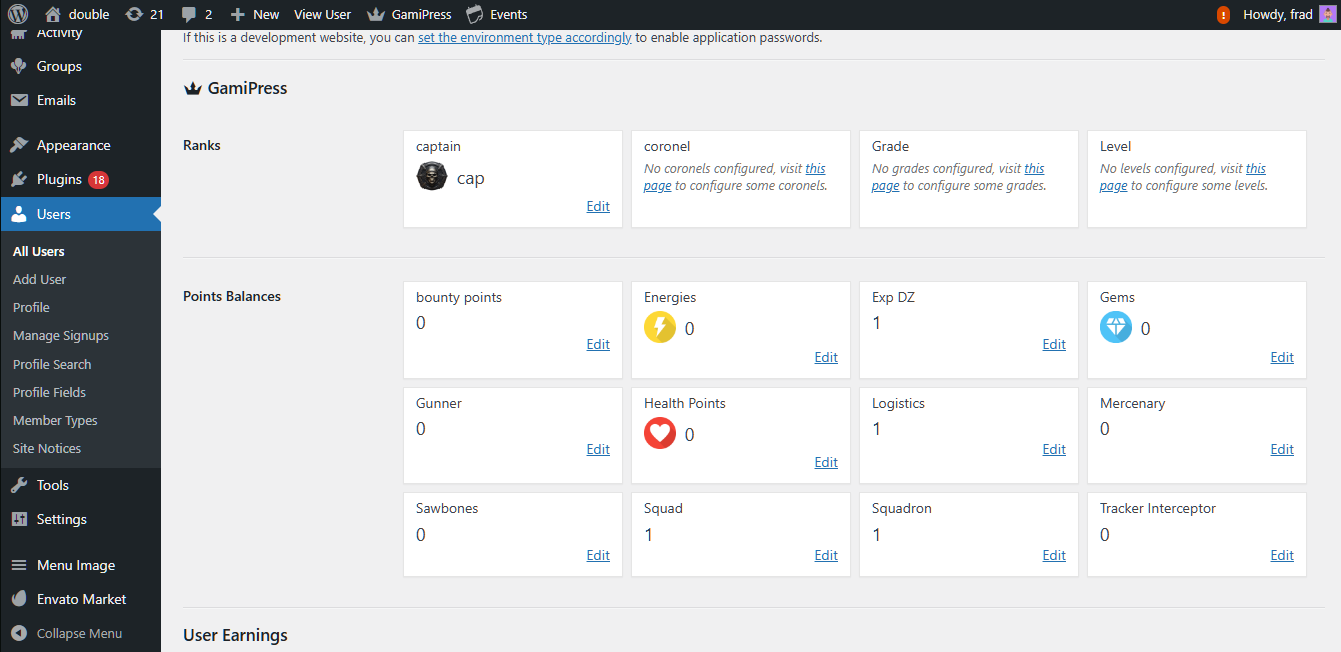 double
21
2
New
View User
GamiPress
Events
Howdy, frad
Activity
Groups
Emails
Appearance
Plugins 18
Users
All Users
Add User
Profile
Manage Signups
Profile Search
Profile Fields
Member Types
Site Notices
Tools
Settings
Menu Image
Envato Market
Collapse Menu
If this is a development website, you can set the environment type accordingly to enable application passwords.
GamiPress
Ranks
captain
cap
Edit
coronel
No coronels configured, visit this
page to configure some coronels.
Grade
No grades configured, visit this
page to configure some grades.
Level
No levels configured, visit this
page to configure some levels.
Points Balances
bounty points
0
Edit
Energies
0
Edit
Exp DZ
1
Edit
Gems
0
Edit
Gunner
0
Edit
Health Points
0
Edit
Logistics
1
Edit
Mercenary
0
Edit
Sawbones
0
Edit
Squad
1
Edit
Squadron
1
Edit
Tracker Interceptor
0
Edit
User Earnings